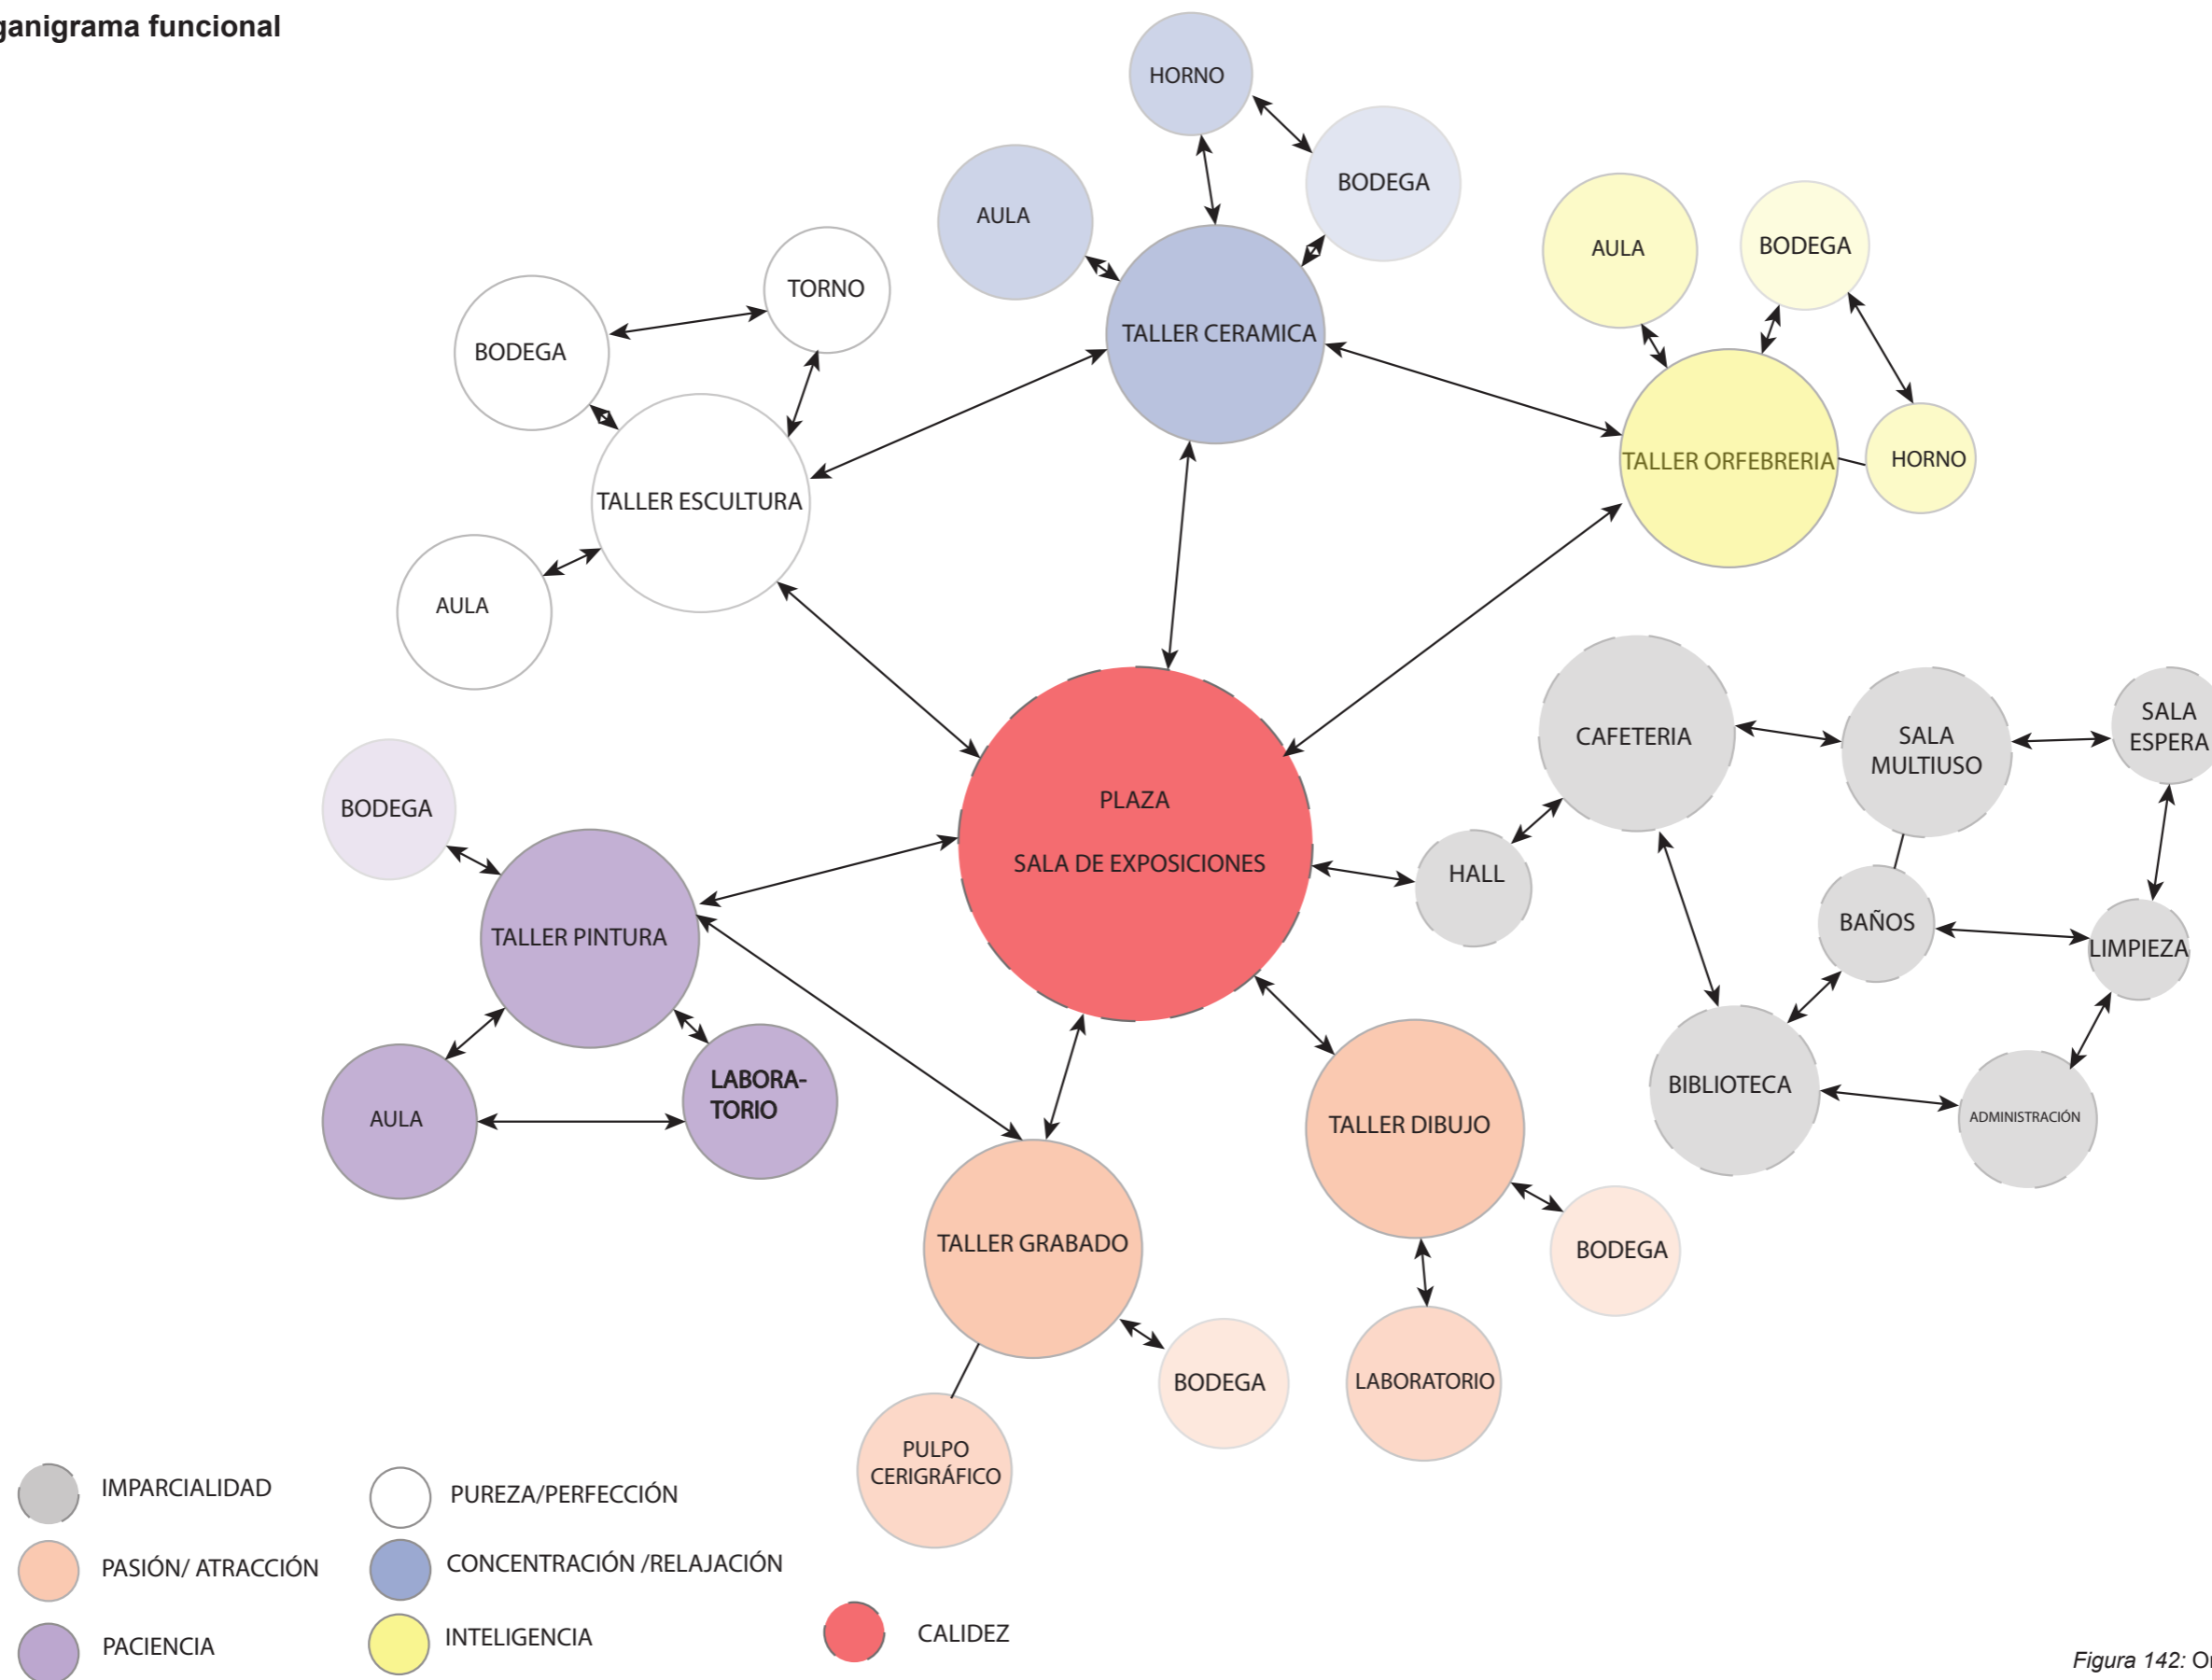 ganigrama funcional
HORNO
BODEGA
AULA
TALLER CERAMICA
TORNO
BODEGA
TALLER ESCULTURA
AULA
AULA
BODEGA
TALLER ORFEBRERIA
HORNO
PLAZA
SALA DE EXPOSICIONES
HALL
CAFETERIA
SALA
MULTIUSO
SALA
ESPERA
BAÑOS
LIMPIEZA
BIBLIOTECA
ADMINISTRACIÓN
BODEGA
TALLER PINTURA
AULA
LABORA-
TORIO
TALLER GRABADO
BODEGA
PULPO
CERIGRÁFICO
TALLER DIBUJO
BODEGA
LABORATORIO
IMPARCIALIDAD
PASIÓN/ ATRACCIÓN
PACIENCIA
PUREZA/PERFECCIÓN
CONCENTRACIÓN /RELAJACIÓN
INTELIGENCIA
CALIDEZ
Figura 142: